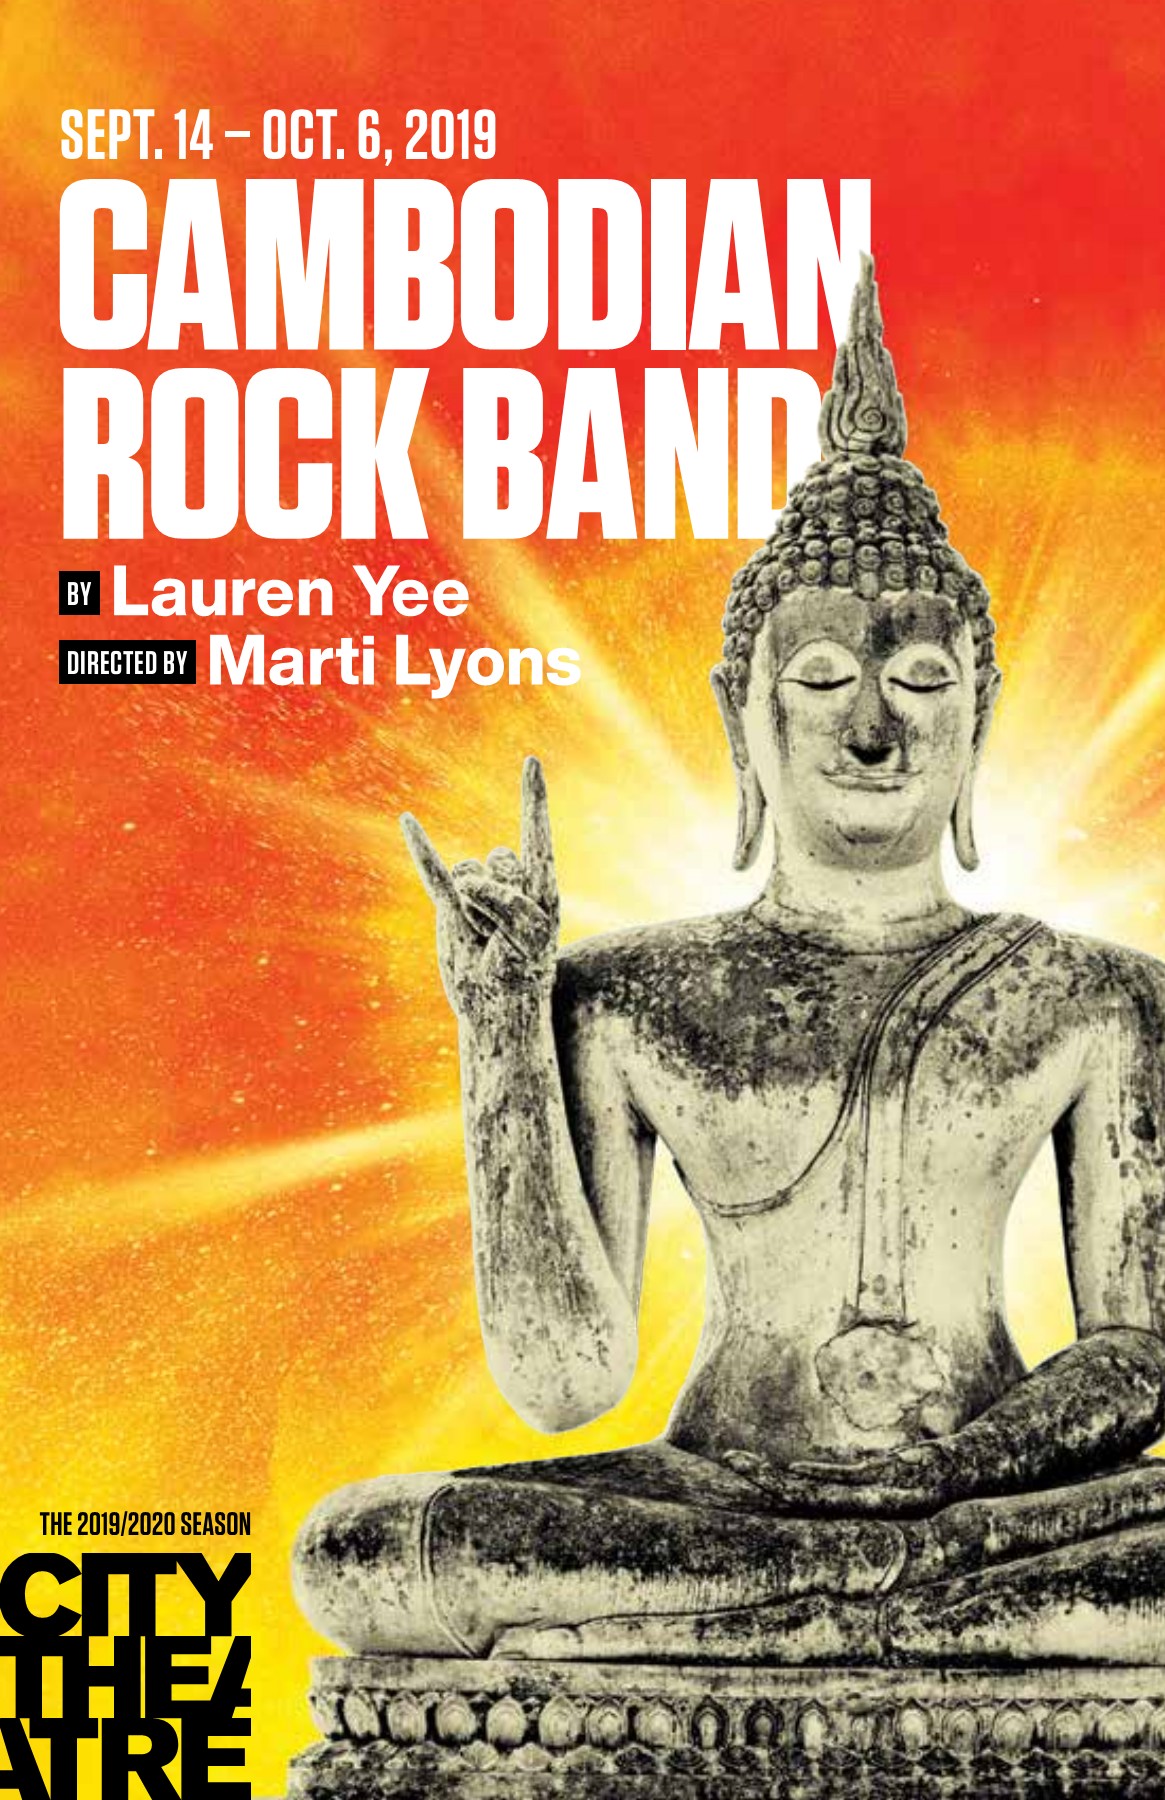 SEPT. 14 – OCT. 6, 2019
CAMBODIAN
ROCK BAND
BY Lauren Yee
DIRECTED BY Marti Lyons
THE 2019/2020 SEASON
CITY
THEA
ATRE